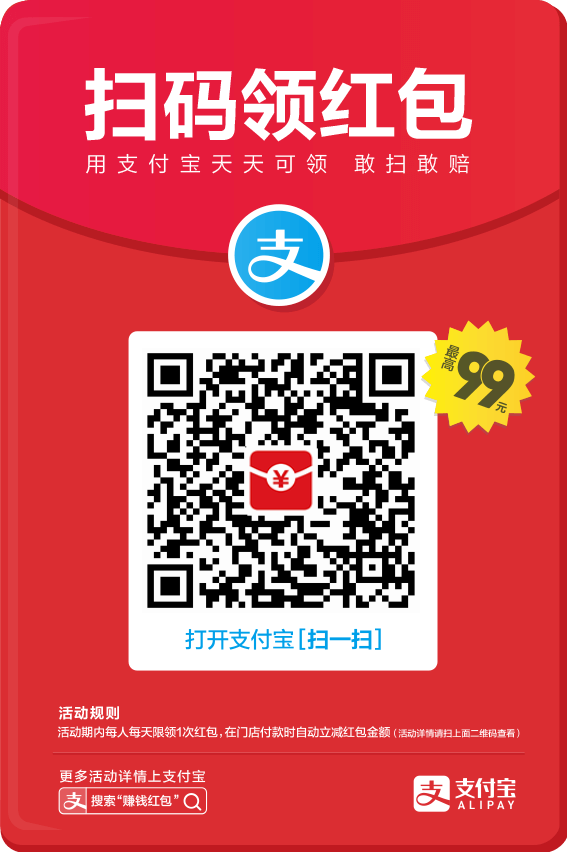 扫码领红包
用支付宝天天可领 敢扫敢赔
支
最高
99元
¥
打开支付宝[扫一扫]
活动规则
活动期内每人每天限领1次红包，在门店付款时自动立减红包金额（活动详情请扫上面二维码查看）
更多活动详情上支付宝
支 搜索“赚钱红包”
支 支付宝
ALIPAY